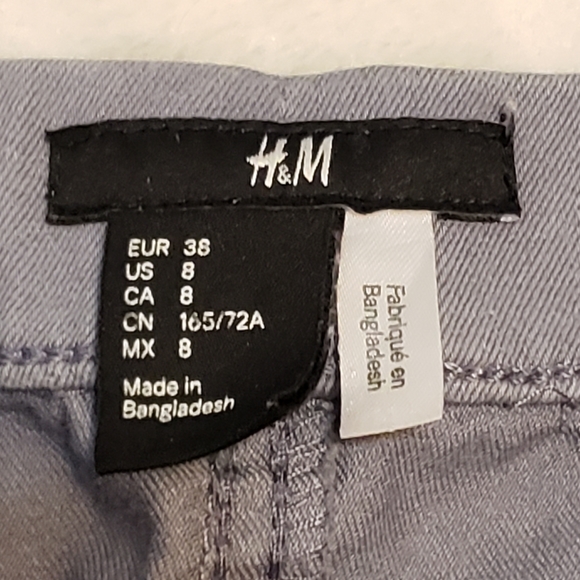 H&M
EUR 38
US 8
CA 8
CN 165/72A
MX 8
Made in
Bangladesh
Fabriqué en
Bangladesh